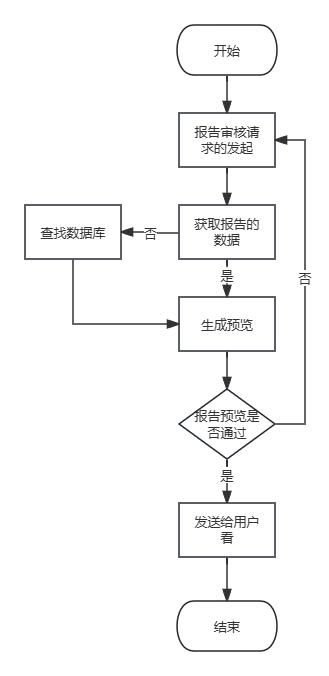 开始
报告审核请
求的发起
获取报告的
数据
否
查找数据库
是
否
生成预览
报告预览是
否通过
是
发送给用户
看
结束